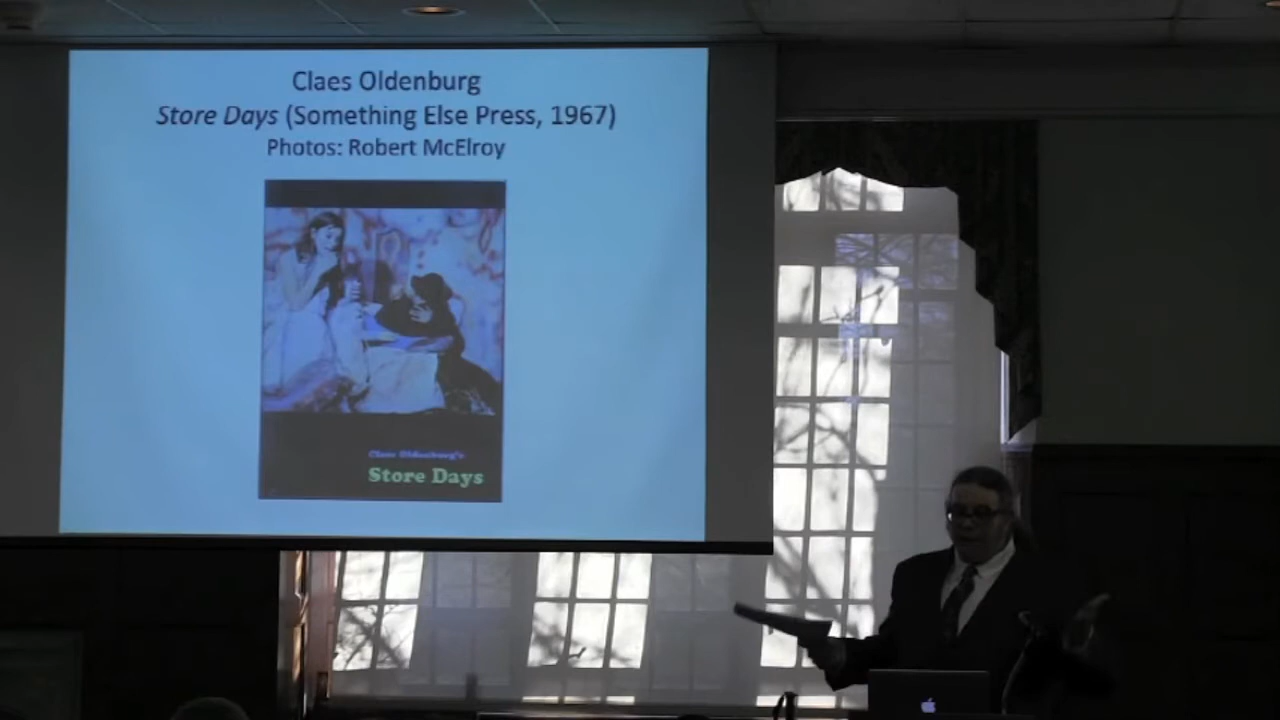 Claes Oldenburg
Store Days (Something Else Press, 1967)
Photos: Robert McElroy
Claes Oldenburg's
Store Days